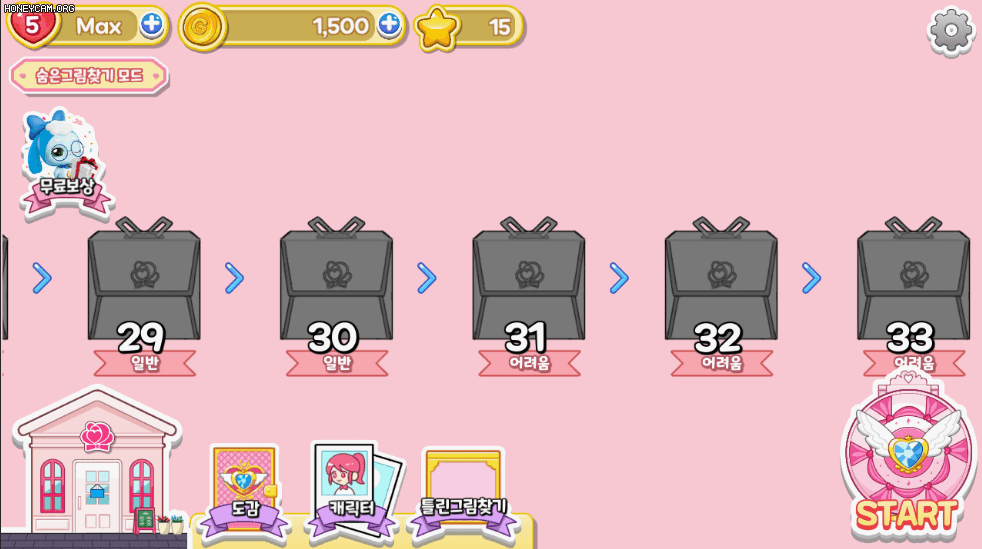 HONEYCAM.ORG
5 Max 1,500 15
숨은그림찾기 모드
무료보상
29 30 31 32 33
일반 일반 어려움 어려움 어려움
도감 캐릭터 틀린그림찾기
START